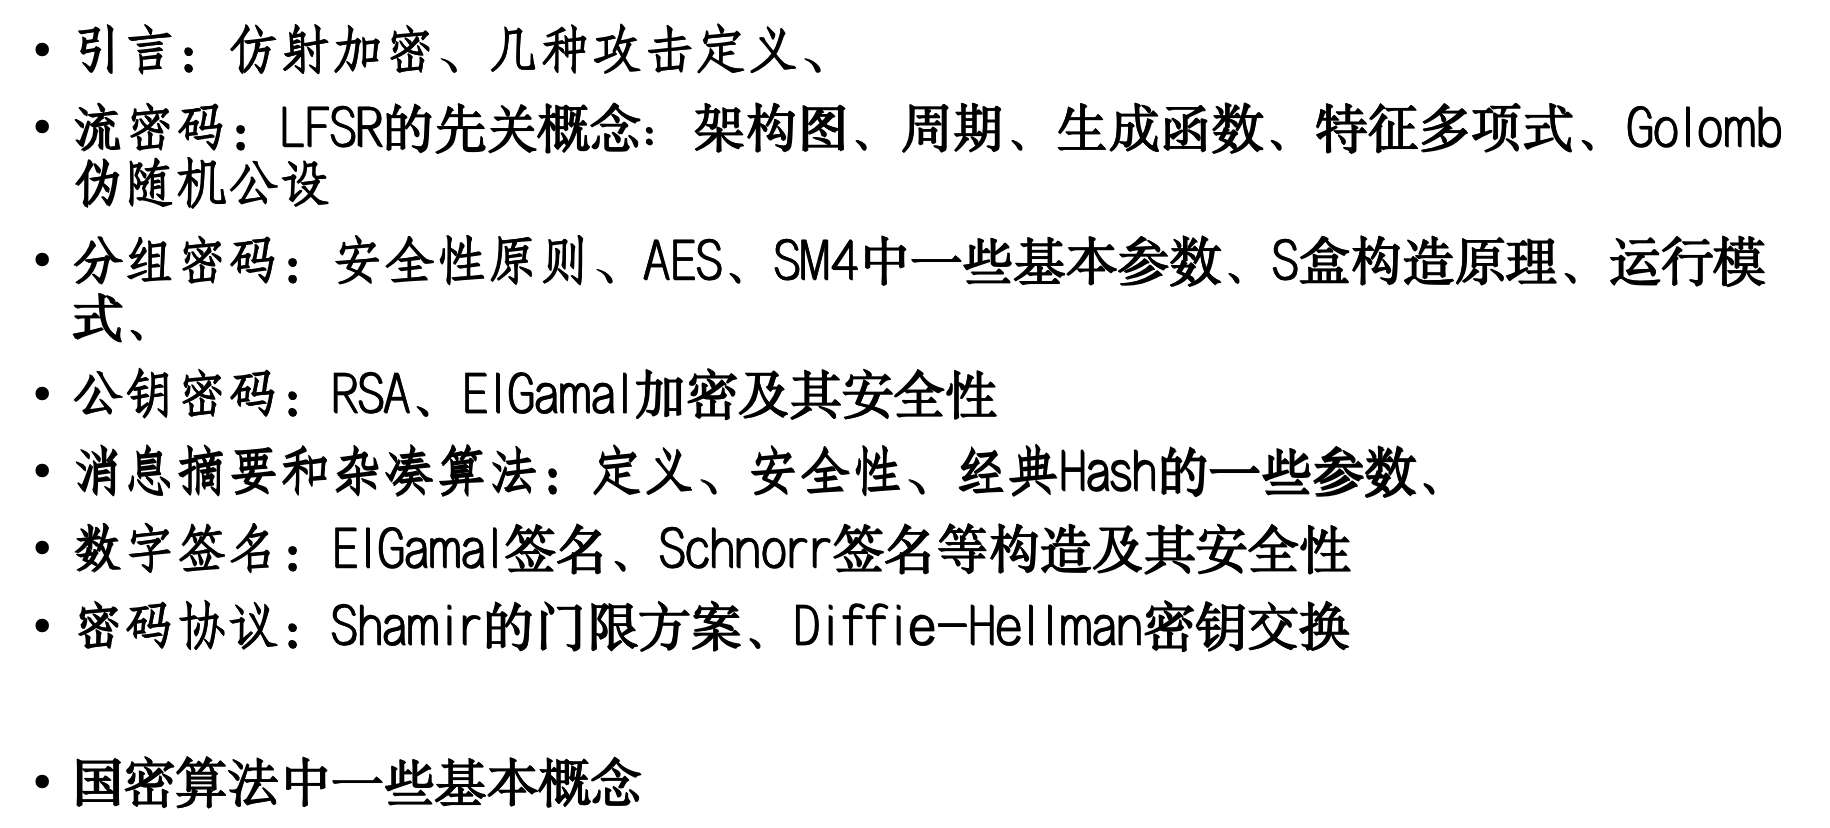 • 引言：仿射加密、几种攻击定义、
• 流密码：LFSR的先关概念：架构图、周期、生成函数、特征多项式、Golomb
伪随机公设
• 分组密码：安全性原则、AES、SM4中一些基本参数、S盒构造原理、运行模
式、
• 公钥密码：RSA、ElGamal加密及其安全性
• 消息摘要和杂凑算法：定义、安全性、经典Hash的一些参数、
• 数字签名：ElGamal签名、Schnorr签名等构造及其安全性
• 密码协议：Shamir的门限方案、Diffie-Hellman密钥交换
• 国密算法中一些基本概念